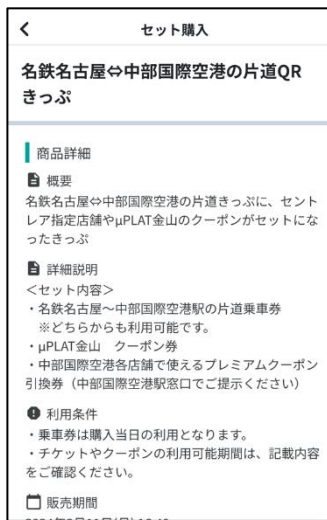 セット購入
名鉄名古屋⇔中部国際空港の片道QR
きっぷ
商品詳細
概要
名鉄名古屋⇔中部国際空港の片道きっぷに、セント
レア指定店舗やμPLAT金山のクーポンがセットにな
ったきっぷ
詳細説明
＜セット内容＞
・名鉄名古屋～中部国際空港駅の片道乗車券
※どちらからも利用可能です。
・μPLAT金山　クーポン券
・中部国際空港各店舗で使えるプレミアムクーポン
引換券（中部国際空港駅窓口でご提示ください）
利用条件
・乗車券は購入当日の利用となります。
・チケットやクーポンの利用可能期間は、記載内容
をご確認ください。
販売期間